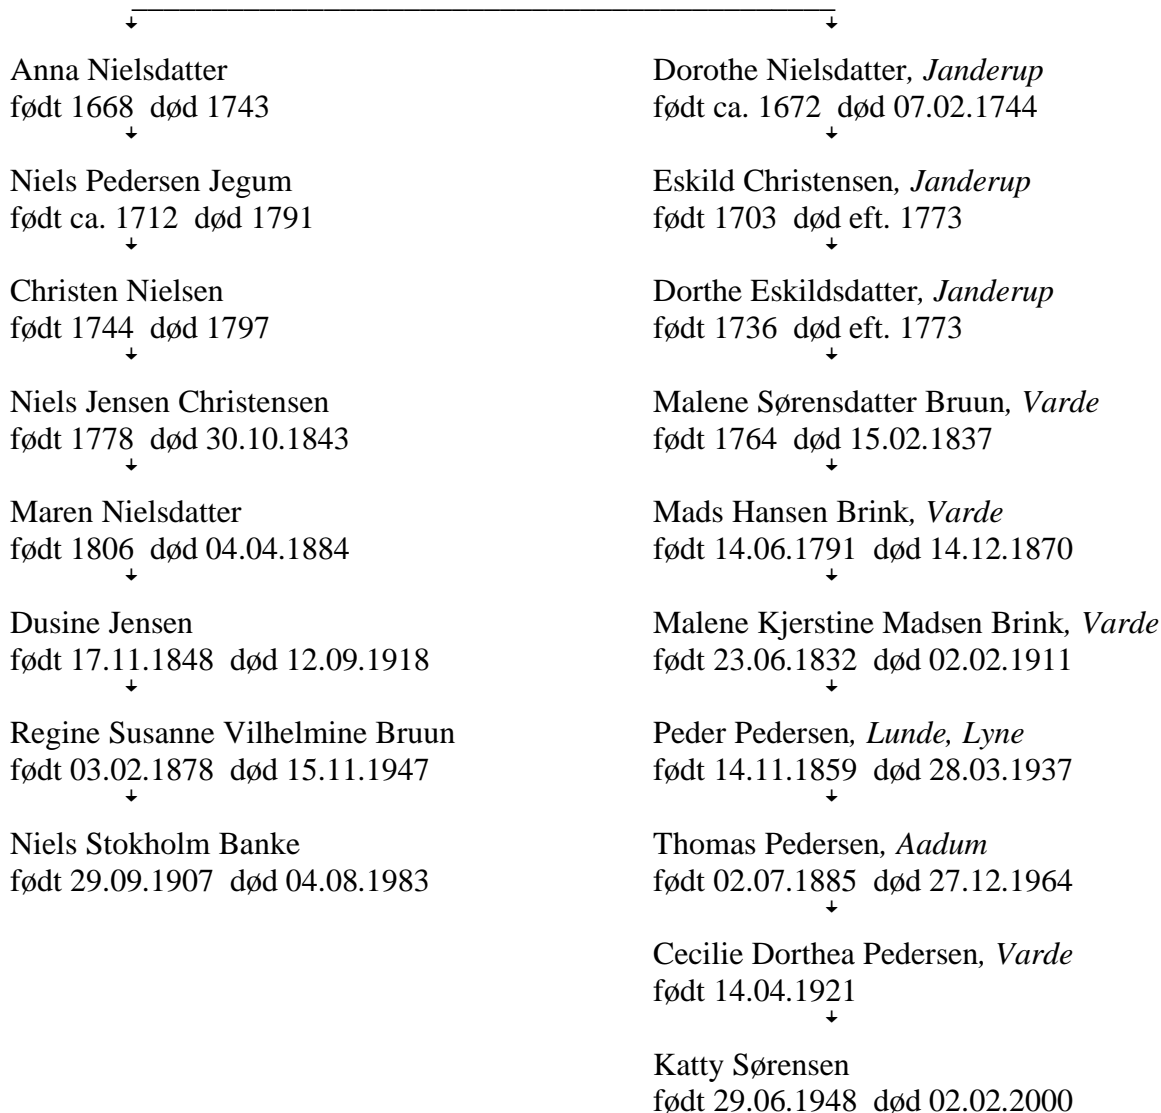 Anna Nielsdatter
født 1668 død 1743
Niels Pedersen Jegum
født ca. 1712 død 1791
Christen Nielsen
født 1744 død 1797
Niels Jensen Christensen
født 1778 død 30.10.1843
Maren Nielsdatter
født 1806 død 04.04.1884
Dusine Jensen
født 17.11.1848 død 12.09.1918
Regine Susanne Vilhelmine Bruun
født 03.02.1878 død 15.11.1947
Niels Stokholm Banke
født 29.09.1907 død 04.08.1983
Dorothe Nielsdatter, Janderup
født ca. 1672 død 07.02.1744
Eskild Christensen, Janderup
født 1703 død eft. 1773
Dorthe Eskildsdatter, Janderup
født 1736 død eft. 1773
Malene Sørensdatter Bruun, Varde
født 1764 død 15.02.1837
Mads Hansen Brink, Varde
født 14.06.1791 død 14.12.1870
Malene Kjerstine Madsen Brink, Varde
født 23.06.1832 død 02.02.1911
Peder Pedersen, Lunde, Lyne
født 14.11.1859 død 28.03.1937
Thomas Pedersen, Aadum
født 02.07.1885 død 27.12.1964
Cecilie Dorthea Pedersen, Varde
født 14.04.1921
Katty Sørensen
født 29.06.1948 død 02.02.2000